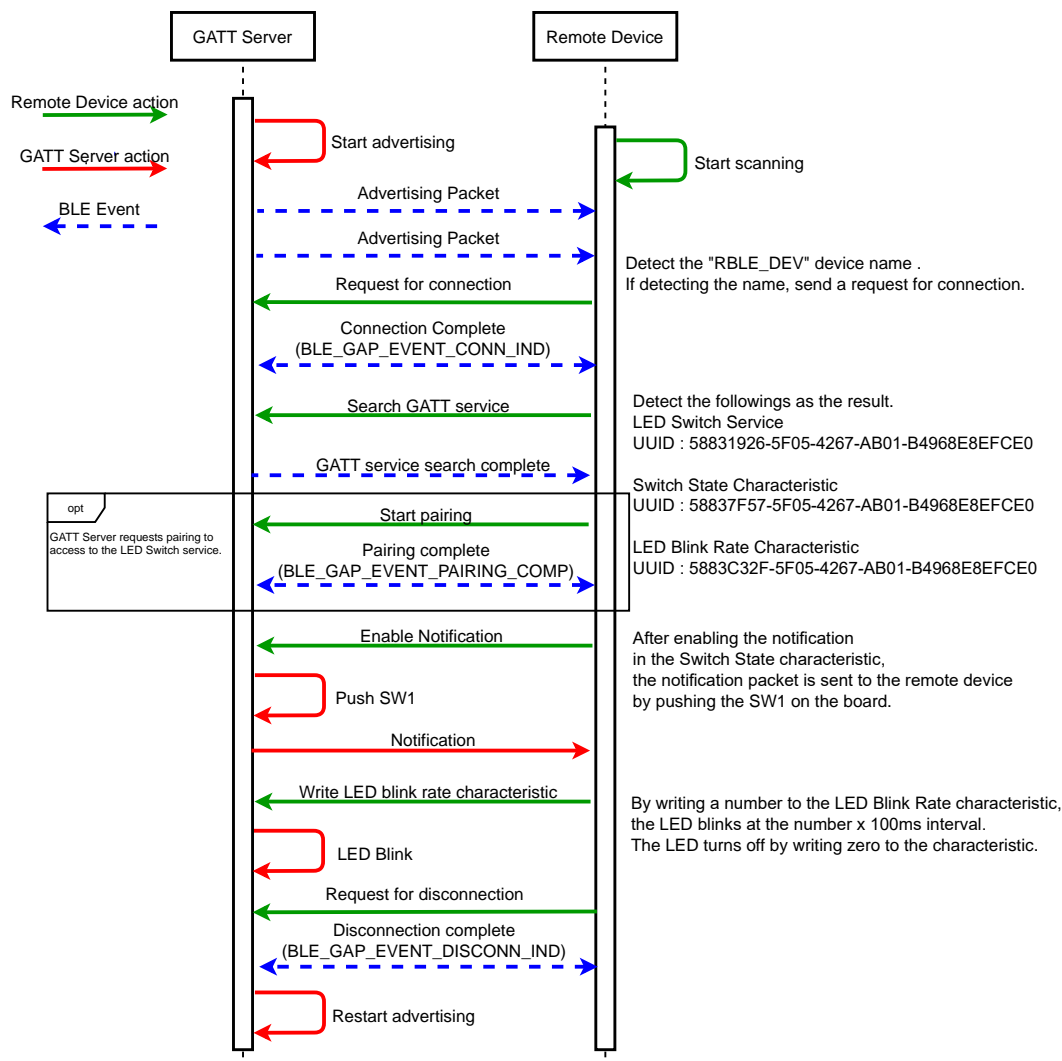 GATT Server
Remote Device
Remote Device action
Start advertising
GATT Server action
Start scanning
Advertising Packet
BLE Event
Advertising Packet
Detect the "RBLE_DEV" device name .
If detecting the name, send a request for connection.
Request for connection
Connection Complete
(BLE_GAP_EVENT_CONN_IND)
Search GATT service
Detect the followings as the result.
LED Switch Service
UUID : 58831926-5F05-4267-AB01-B4968E8EFCE0
GATT service search complete
Switch State Characteristic
UUID : 58837F57-5F05-4267-AB01-B4968E8EFCE0
opt
GATT Server requests pairing to
access to the LED Switch service.
Start pairing
LED Blink Rate Characteristic
UUID : 5883C32F-5F05-4267-AB01-B4968E8EFCE0
Pairing complete
(BLE_GAP_EVENT_PAIRING_COMP)
Enable Notification
After enabling the notification
in the Switch State characteristic,
the notification packet is sent to the remote device
by pushing the SW1 on the board.
Push SW1
Notification
Write LED blink rate characteristic
By writing a number to the LED Blink Rate characteristic,
the LED blinks at the number x 100ms interval.
The LED turns off by writing zero to the characteristic.
LED Blink
Request for disconnection
Disconnection complete
(BLE_GAP_EVENT_DISCONN_IND)
Restart advertising